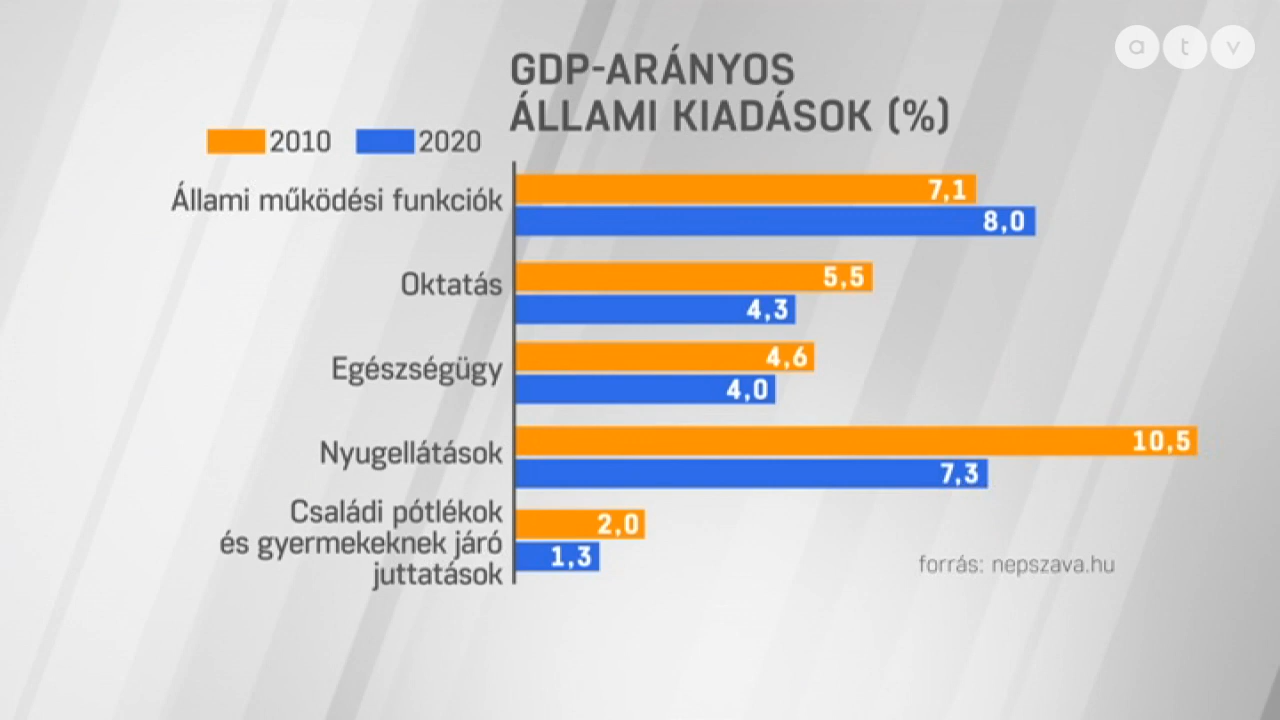 atv
GDP-ARÁNYOS
ÁLLAMI KIADÁSOK (%)
2010 2020
Állami működési funkciók 7,1
8,0
Oktatás 5,5
4,3
Egészségügy 4,6
4,0
Nyugellátások 10,5
7,3
Családi pótlékok
és gyermekeknek járó
juttatások
2,0
1,3
forrás: nepszava.hu